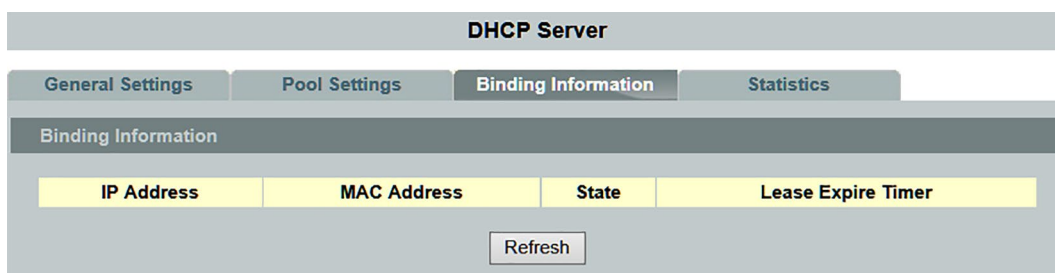 DHCP Server
General Settings Pool Settings Binding Information Statistics
Binding Information
IP Address MAC Address State Lease Expire Timer
Refresh